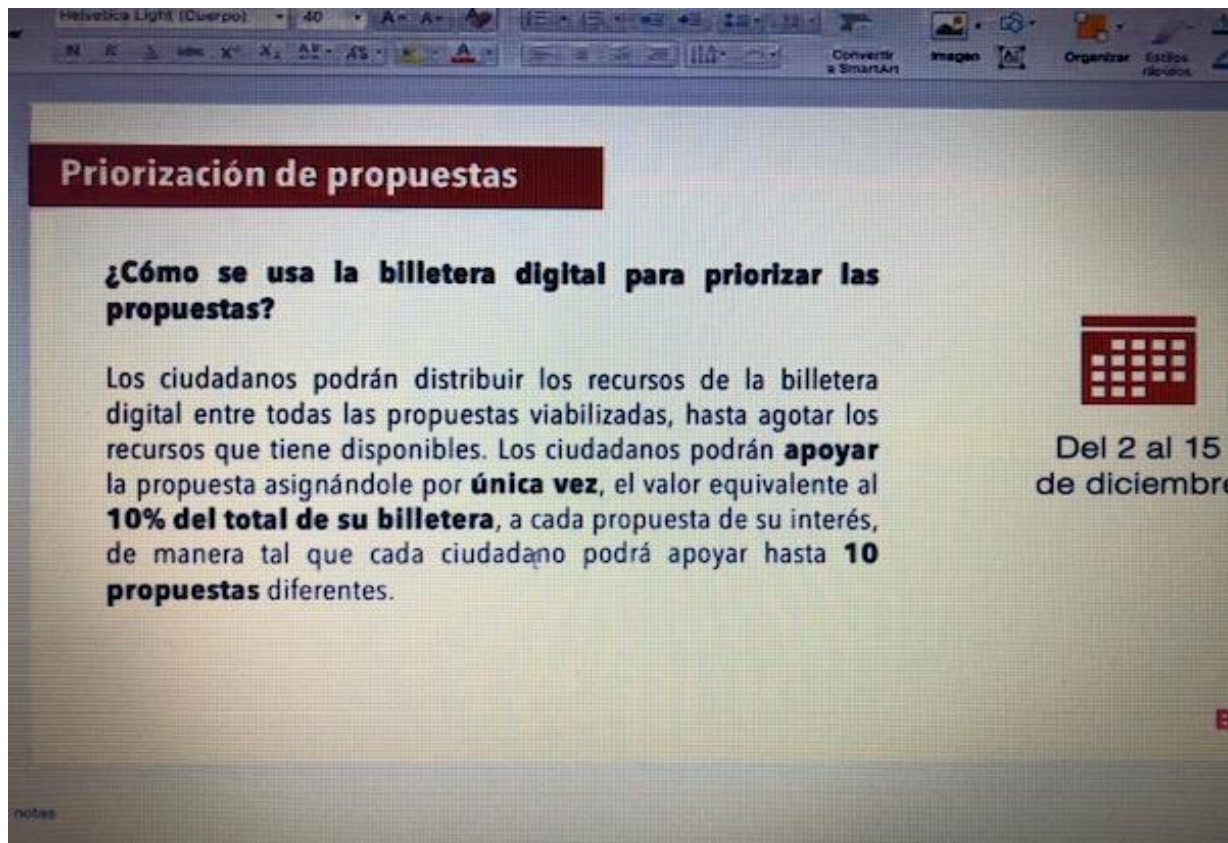 Helvetica Light (Cuerpo) 40
Convertir
a SmartArt
Imagen
Organizar
Estilos
rápidos
Priorización de propuestas
¿Cómo se usa la billetera digital para priorizar las
propuestas?
Los ciudadanos podrán distribuir los recursos de la billetera
digital entre todas las propuestas viabilizadas, hasta agotar los
recursos que tiene disponibles. Los ciudadanos podrán apoyar
la propuesta asignándole por única vez, el valor equivalente al
10% del total de su billetera, a cada propuesta de su interés,
de manera tal que cada ciudadano podrá apoyar hasta 10
propuestas diferentes.
Del 2 al 15
de diciembre
notas